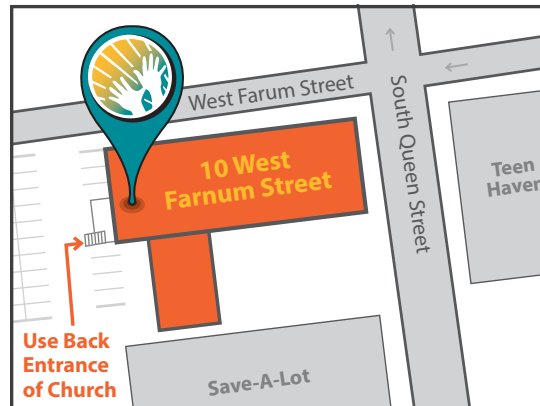 West Farum Street
South Queen Street
10 West
Farnum Street
Teen
Haven
Use Back
Entrance
of Church
Save-A-Lot